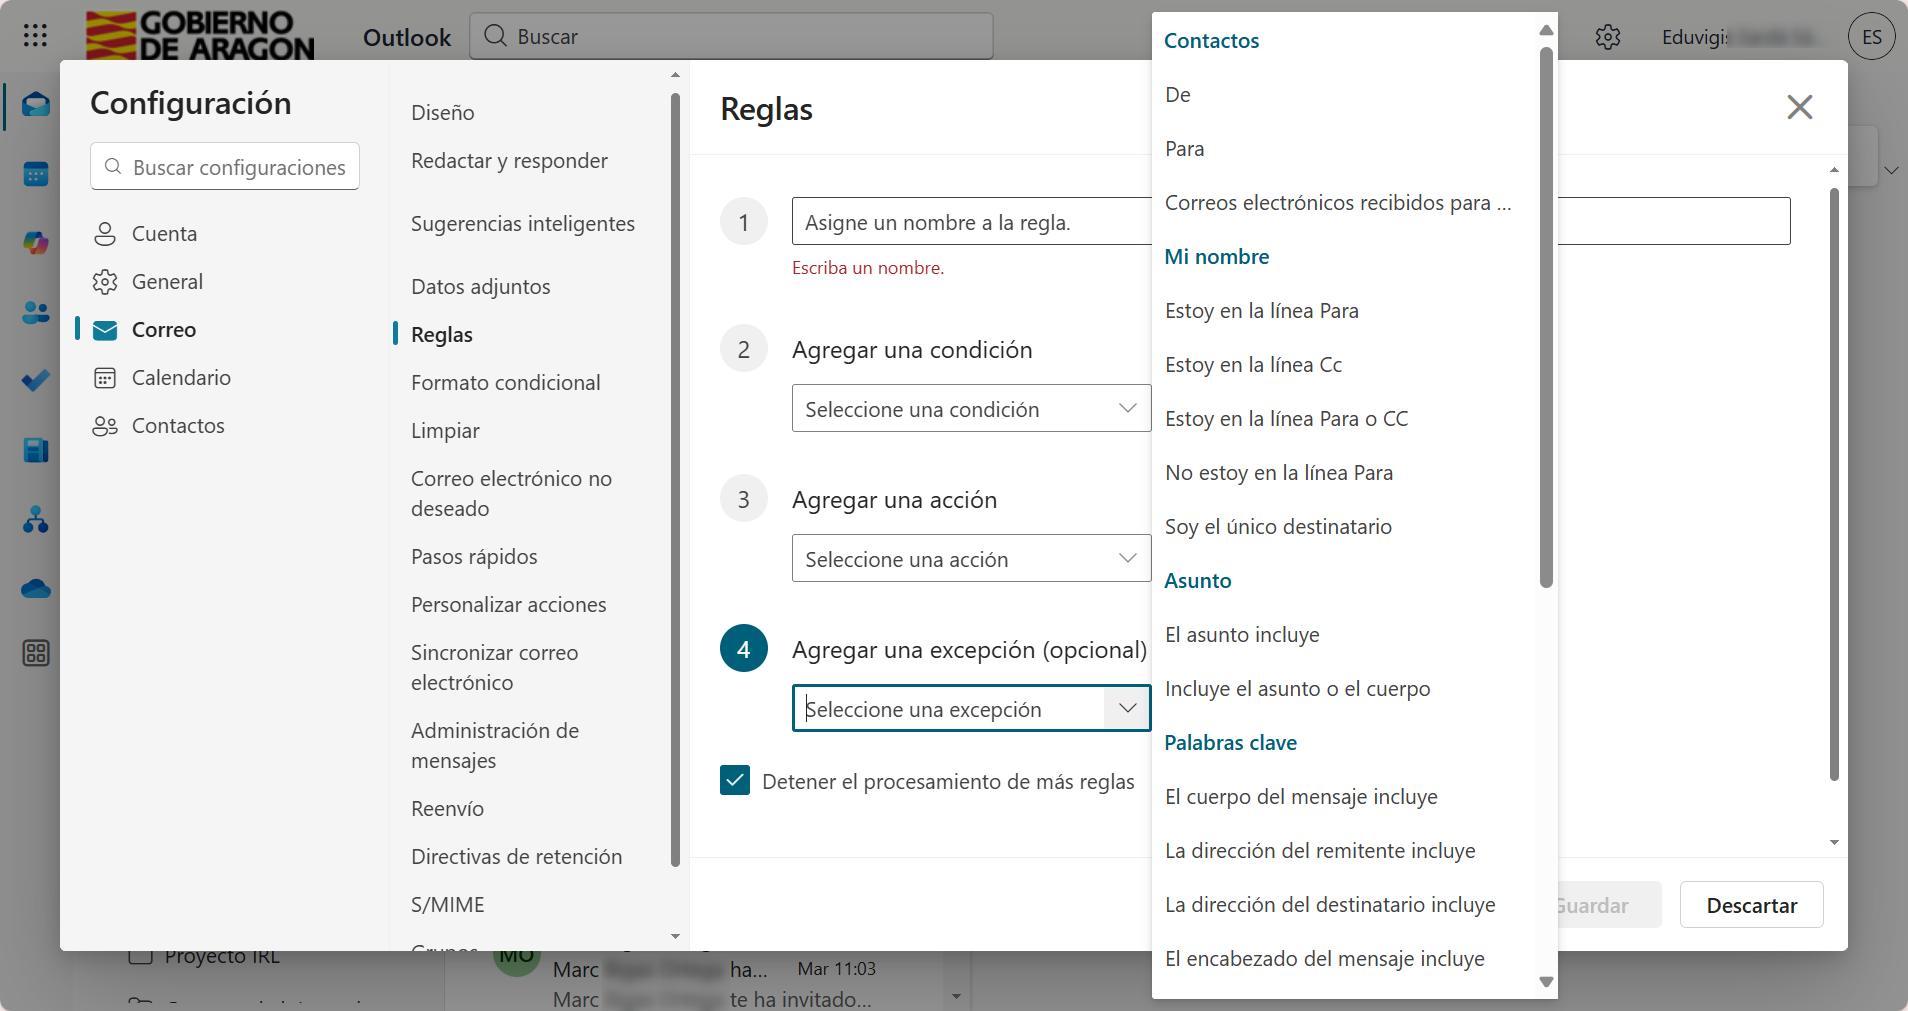 GOBIERNO
DE ARAGON
Outlook
Buscar
Eduvigi
ES
Configuración
Buscar configuraciones
Cuenta
General
Correo
Calendario
Contactos
Diseño
Redactar y responder
Sugerencias inteligentes
Datos adjuntos
Reglas
Formato condicional
Limpiar
Correo electrónico no
deseado
Pasos rápidos
Personalizar acciones
Sincronizar correo
electrónico
Administración de
mensajes
Reenvío
Directivas de retención
S/MIME
Grupos
Reglas
1
Asigne un nombre a la regla.
Escriba un nombre.
2
Agregar una condición
Seleccione una condición
3
Agregar una acción
Seleccione una acción
4
Agregar una excepción (opcional)
Seleccione una excepción
Detener el procesamiento de más reglas
Contactos
De
Para
Correos electrónicos recibidos para ...
Mi nombre
Estoy en la línea Para
Estoy en la línea Cc
Estoy en la línea Para o CC
No estoy en la línea Para
Soy el único destinatario
Asunto
El asunto incluye
Incluye el asunto o el cuerpo
Palabras clave
El cuerpo del mensaje incluye
La dirección del remitente incluye
La dirección del destinatario incluye
El encabezado del mensaje incluye
Guardar
Descartar
Proyecto IRL
MO
Marc ha... Mar 11:03
Marc te ha invitado...